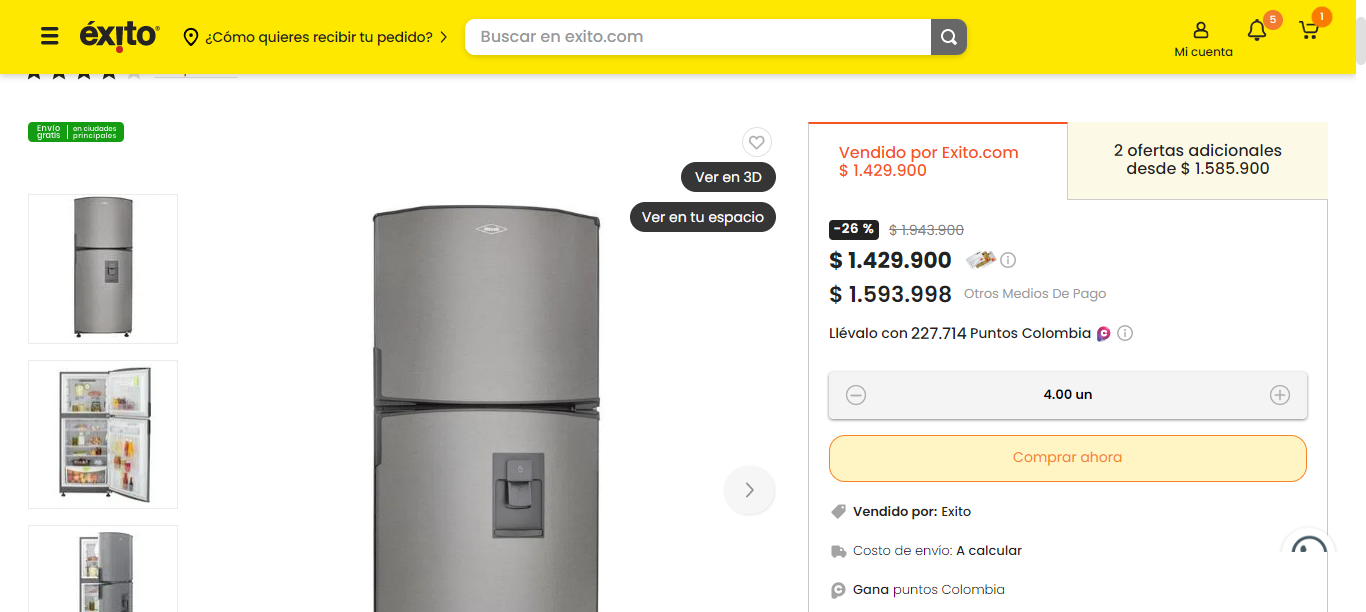 éxito
¿Cómo quieres recibir tu pedido?
Buscar en exito.com
Mi cuenta
5
1
Envío gratis
en ciudades principales
Ver en 3D
Ver en tu espacio
Vendido por Exito.com
$ 1.429.900
2 ofertas adicionales
desde $ 1.585.900
-26 %
$ 1.943.900
$ 1.429.900
$ 1.593.998 Otros Medios De Pago
Llévalo con 227.714 Puntos Colombia
4.00 un
Comprar ahora
Vendido por: Exito
Costo de envío: A calcular
Gana puntos Colombia